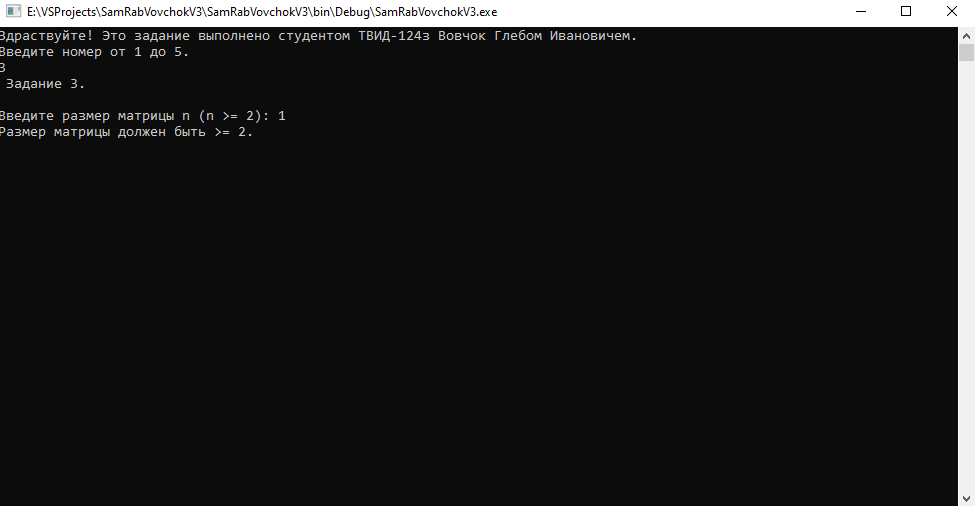 E:\VSProjects\SamRabVovchokV3\SamRabVovchokV3\bin\Debug\SamRabVovchokV3.exe
Здраствуйте! Это задание выполнено студентом ТВИД-124з Вовчок Глебом Ивановичем.
Введите номер от 1 до 5.
3
Задание 3.
Введите размер матрицы n (n >= 2): 1
Размер матрицы должен быть >= 2.